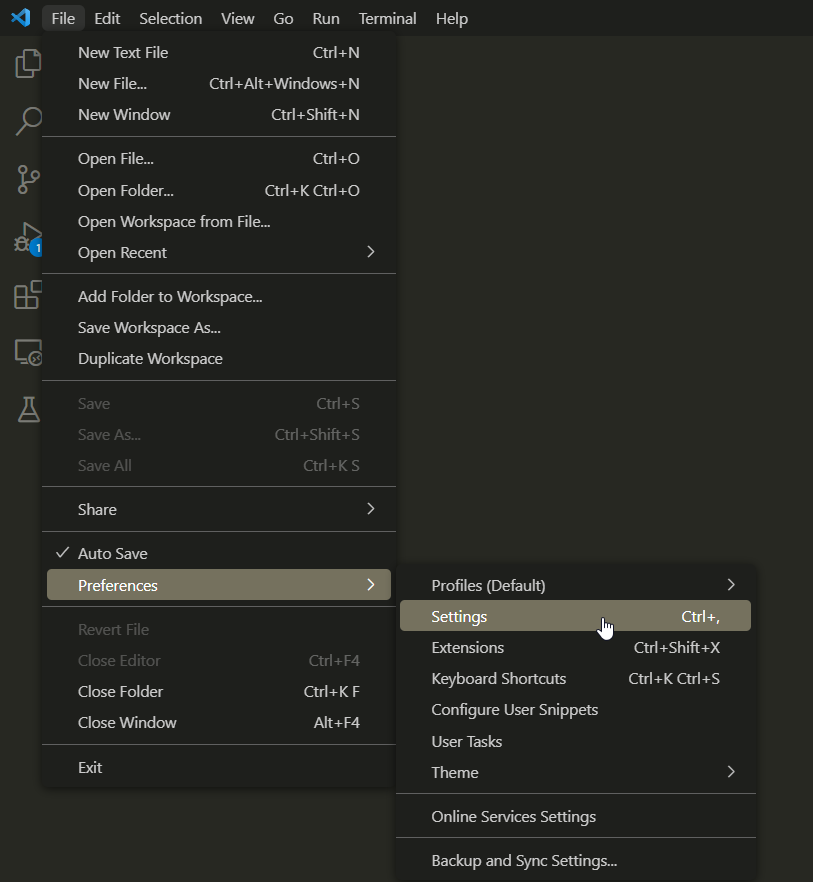 File Edit Selection View Go Run Terminal Help
New Text File Ctrl+N
New File... Ctrl+Alt+Windows+N
New Window Ctrl+Shift+N
Open File... Ctrl+O
Open Folder... Ctrl+K Ctrl+O
Open Workspace from File...
1
Open Recent
Add Folder to Workspace...
Save Workspace As...
Duplicate Workspace
Save Ctrl+S
Save As... Ctrl+Shift+S
Save All Ctrl+K S
Share
Auto Save
Preferences
Revert File
Close Editor Ctrl+F4
Close Folder Ctrl+K F
Close Window Alt+F4
Exit
Profiles (Default)
Settings Ctrl+,
Extensions Ctrl+Shift+X
Keyboard Shortcuts Ctrl+K Ctrl+S
Configure User Snippets
User Tasks
Theme
Online Services Settings
Backup and Sync Settings...